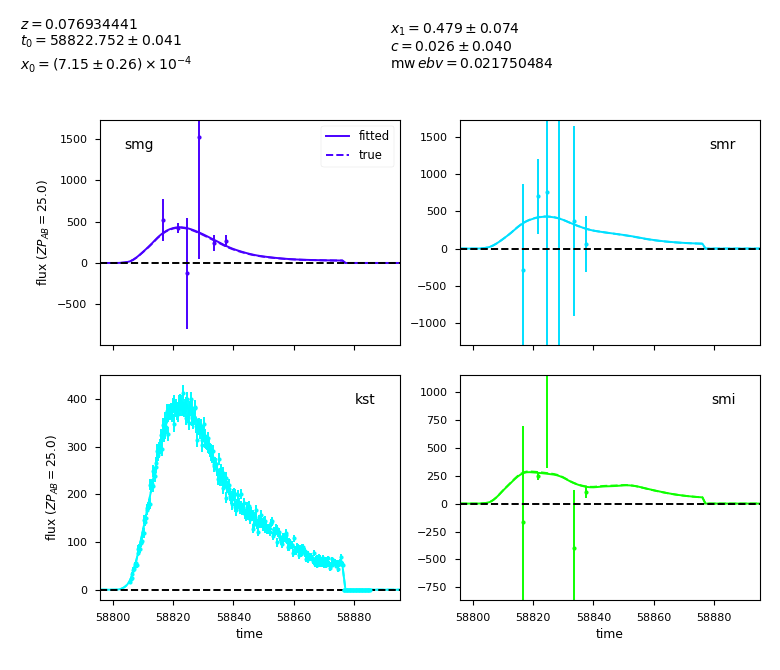 z = 0.076934441
t₀ = 58822.752 ± 0.041
x₀ = (7.15 ± 0.26) × 10⁻⁴
x₁ = 0.479 ± 0.074
c = 0.026 ± 0.040
mw ebv = 0.021750484
smg
fitted
true
1500
1000
500
0
−500
flux (ZP_AB = 25.0)
smr
1500
1000
500
0
−500
−1000
kst
400
300
200
100
0
flux (ZP_AB = 25.0)
58800 58820 58840 58860 58880
time
smi
1000
750
500
250
0
−250
−500
−750
58800 58820 58840 58860 58880
time